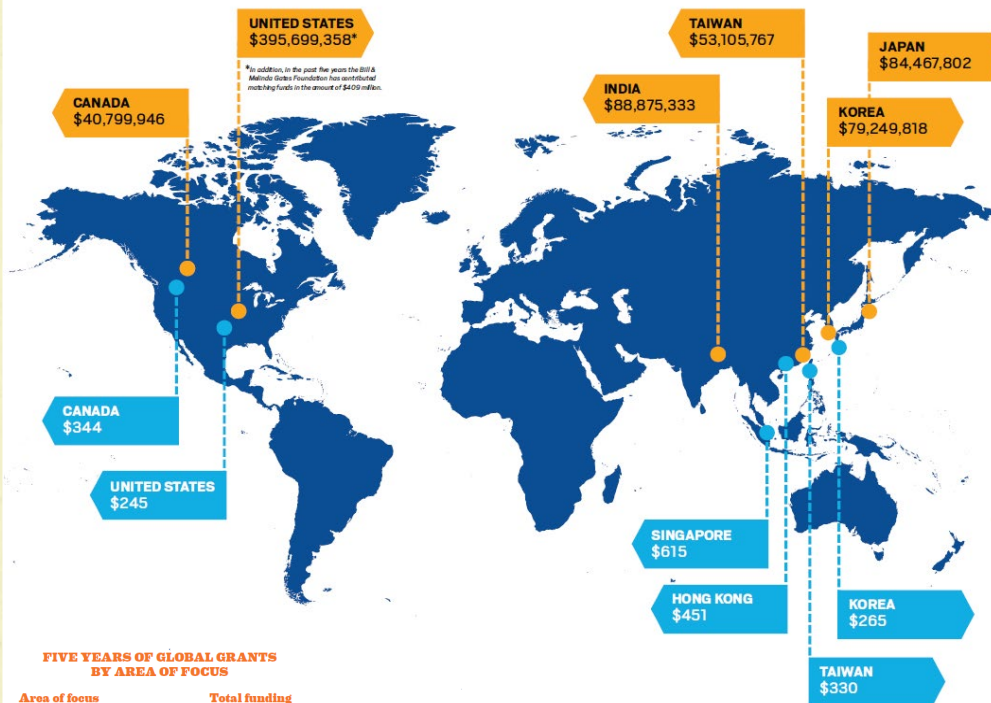 UNITED STATES
$395,699,358*
*In addition, in the past five years the Bill &
Melinda Gates Foundation has contributed
matching funds in the amount of $409 million.
TAIWAN
$53,105,767
JAPAN
$84,467,802
INDIA
$88,875,333
CANADA
$40,799,946
KOREA
$79,249,818
CANADA
$344
UNITED STATES
$245
SINGAPORE
$615
HONG KONG
$451
KOREA
$265
TAIWAN
$330
FIVE YEARS OF GLOBAL GRANTS
BY AREA OF FOCUS
Area of focus Total funding